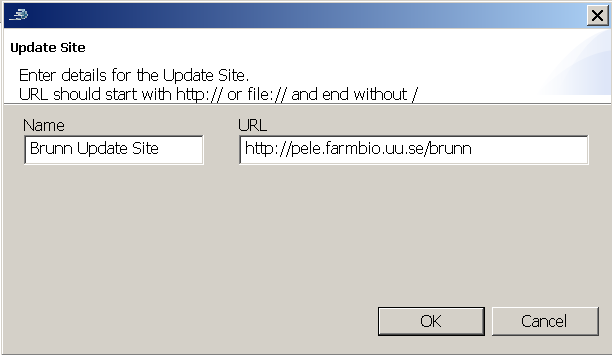 Update Site
Enter details for the Update Site.
URL should start with http:// or file:// and end without /
Name URL
Brunn Update Site http://pele.farmbio.uu.se/brunn
OK Cancel